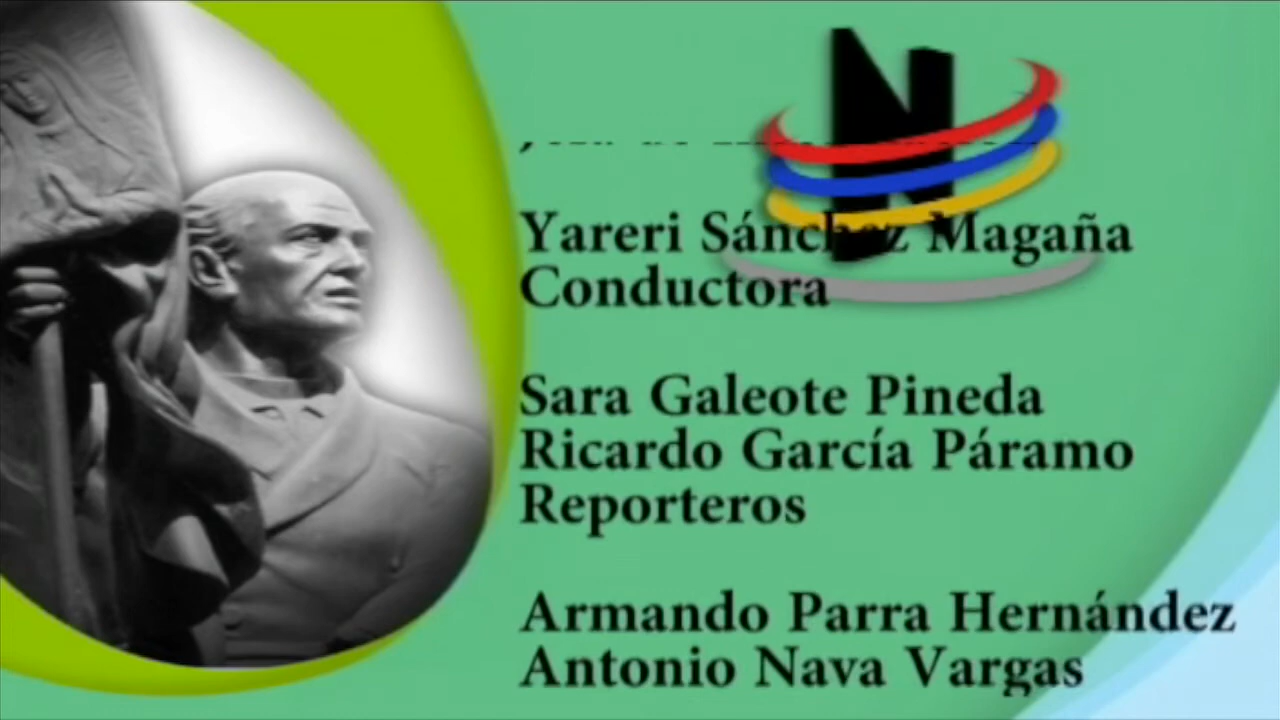 N
Yareri Sánchez Magaña
Conductora
Sara Galeote Pineda
Ricardo García Páramo
Reporteros
Armando Parra Hernández
Antonio Nava Vargas